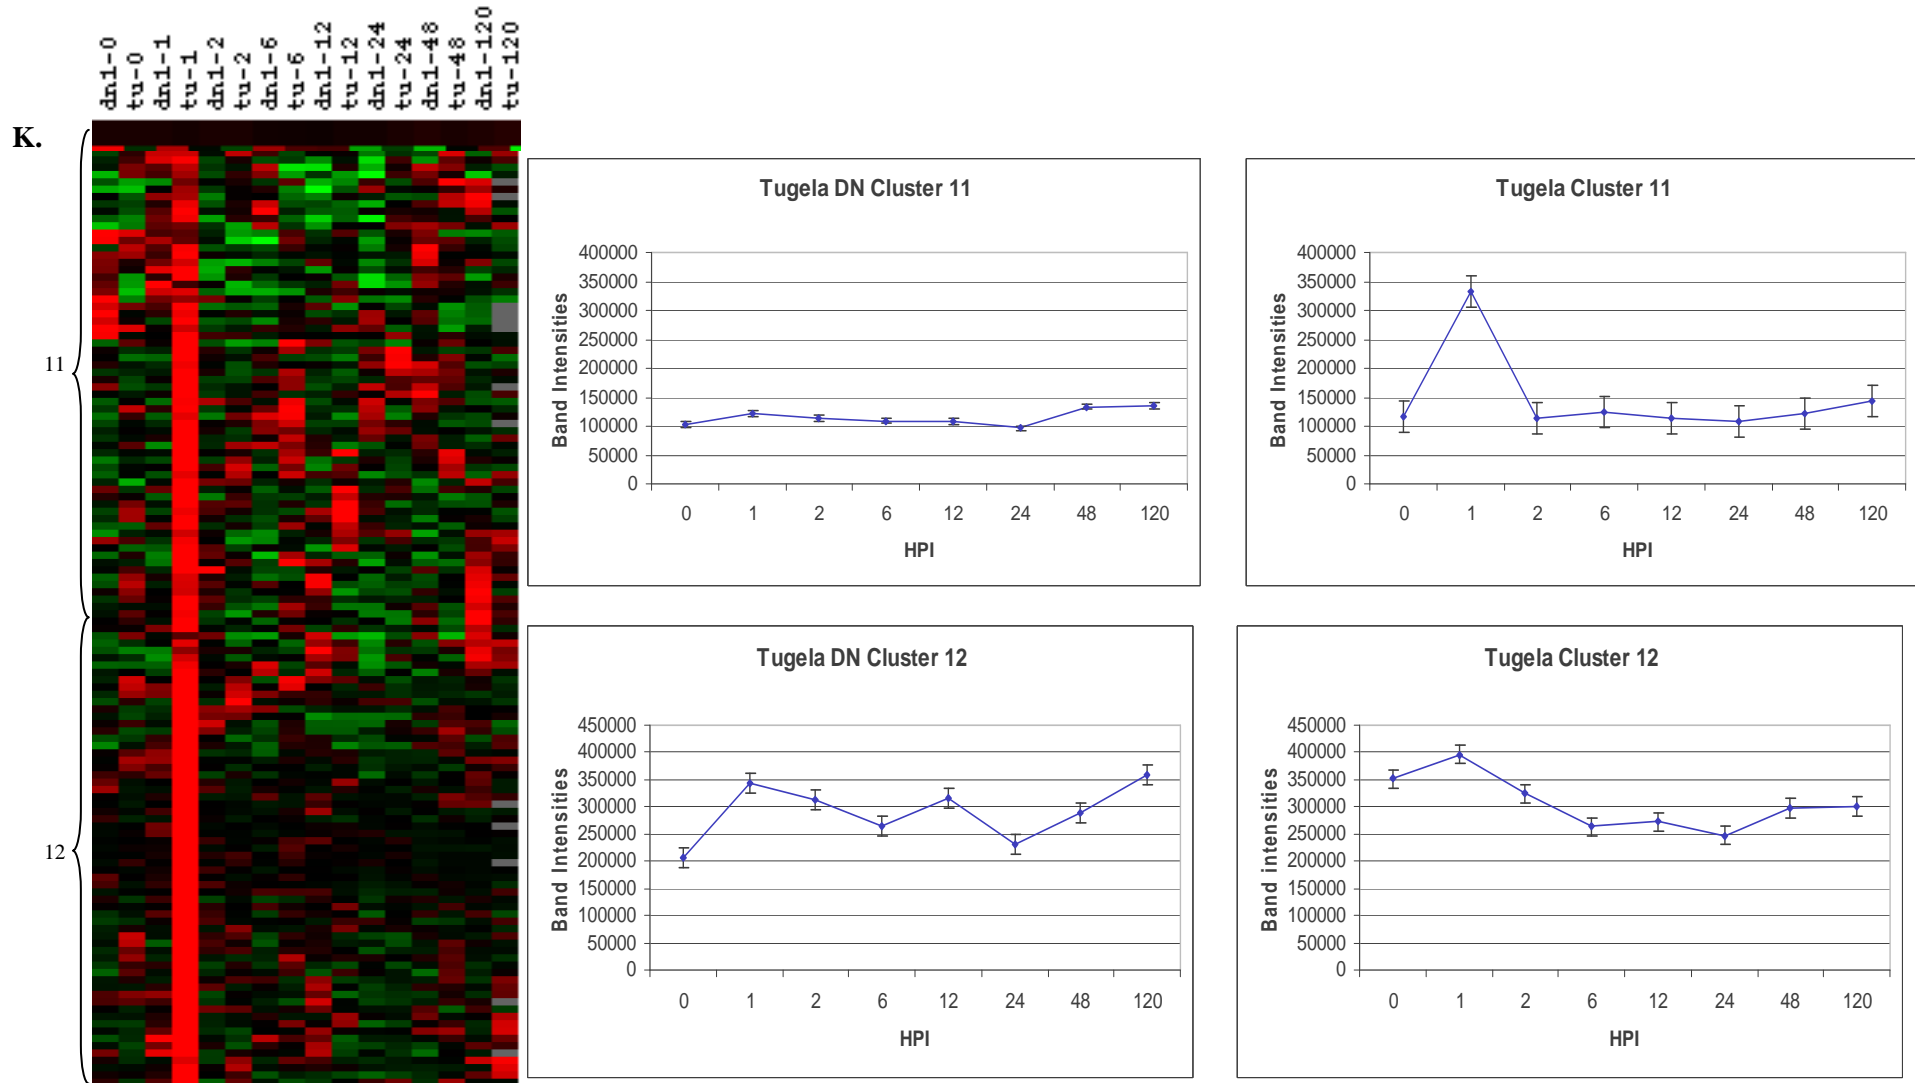 dn1-0
tu-0
dn1-1
tu-1
dn1-2
tu-2
dn1-6
tu-6
dn1-12
tu-12
dn1-24
tu-24
dn1-48
tu-48
dn1-120
tu-120
K.
11
12
Tugela DN Cluster 11
400000
350000
300000
250000
200000
150000
100000
50000
0
Band Intensities
0 1 2 6 12 24 48 120
HPI
Tugela Cluster 11
400000
350000
300000
250000
200000
150000
100000
50000
0
Band Intensities
0 1 2 6 12 24 48 120
HPI
Tugela DN Cluster 12
450000
400000
350000
300000
250000
200000
150000
100000
50000
0
Band Intensities
0 1 2 6 12 24 48 120
HPI
Tugela Cluster 12
450000
400000
350000
300000
250000
200000
150000
100000
50000
0
Band intensities
0 1 2 6 12 24 48 120
HPI